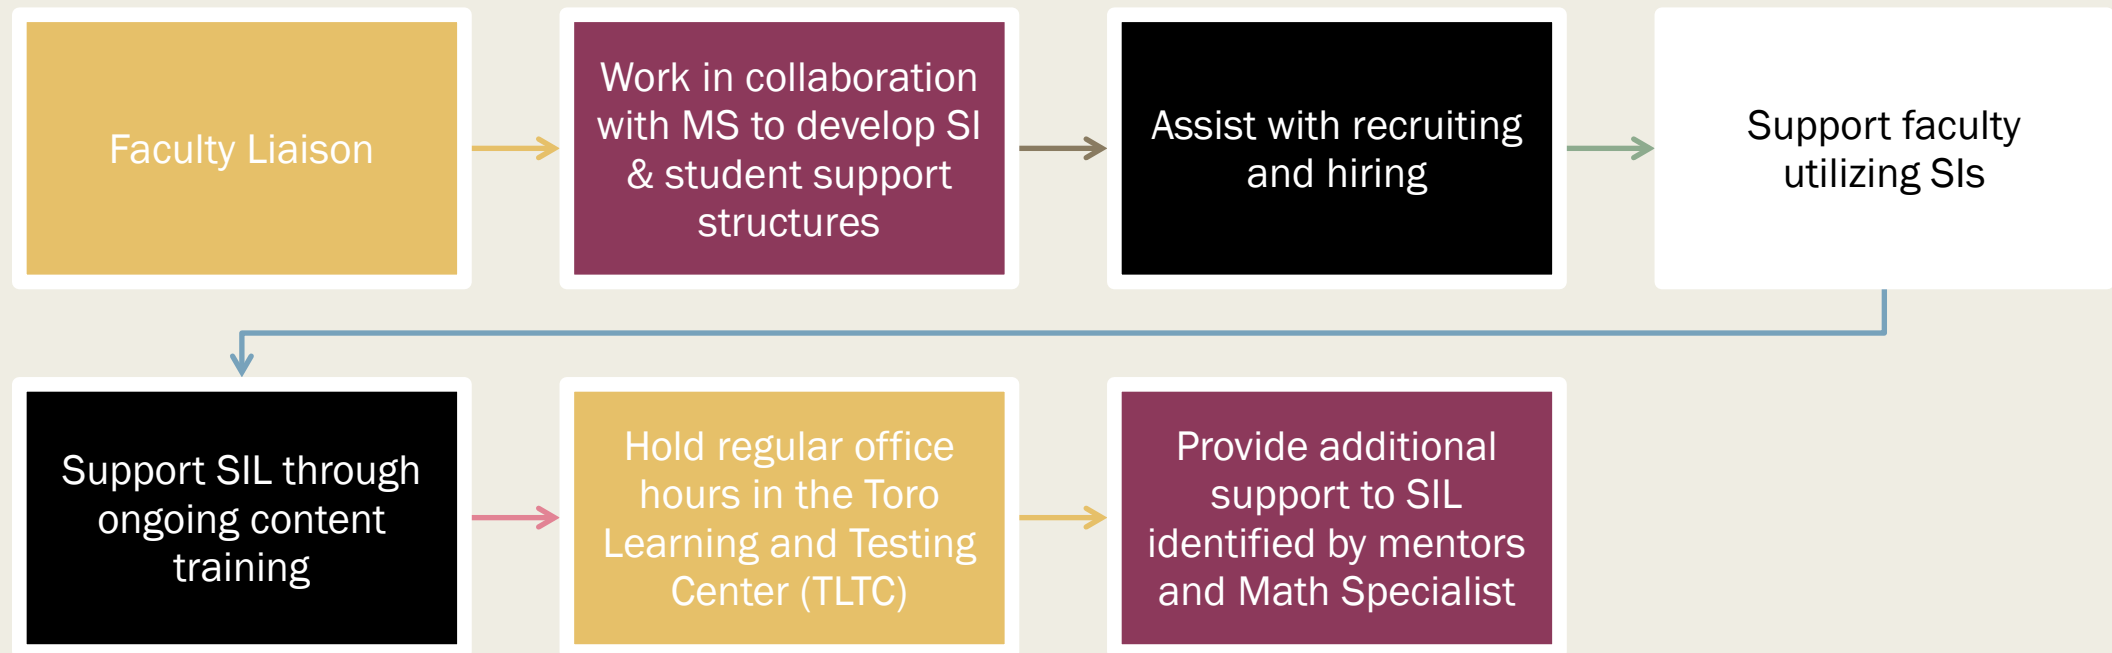 Faculty Liaison
Work in collaboration
with MS to develop SI
& student support
structures
Assist with recruiting
and hiring
Support faculty
utilizing SIs
Support SIL through
ongoing content
training
Hold regular office
hours in the Toro
Learning and Testing
Center (TLTC)
Provide additional
support to SIL
identified by mentors
and Math Specialist